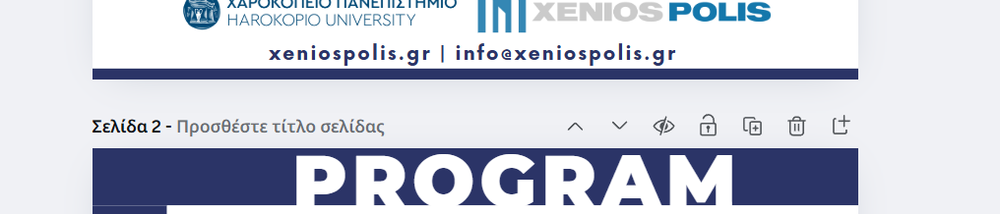 ΧΑΡΟΚΟΠΕΙΟ ΠΑΝΕΠΙΣΤΗΜΙΟ
HAROKOPIO UNIVERSITY
XENIOS POLIS
xeniospolis.gr | info@xeniospolis.gr
Σελίδα 2 - Προσθέστε τίτλο σελίδας
PROGRAM